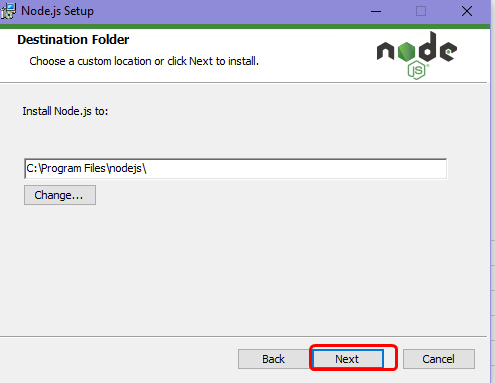 Node.js Setup
Destination Folder
Choose a custom location or click Next to install.
node
JS
Install Node.js to:
C:\Program Files\nodejs\
Change...
Back
Next
Cancel